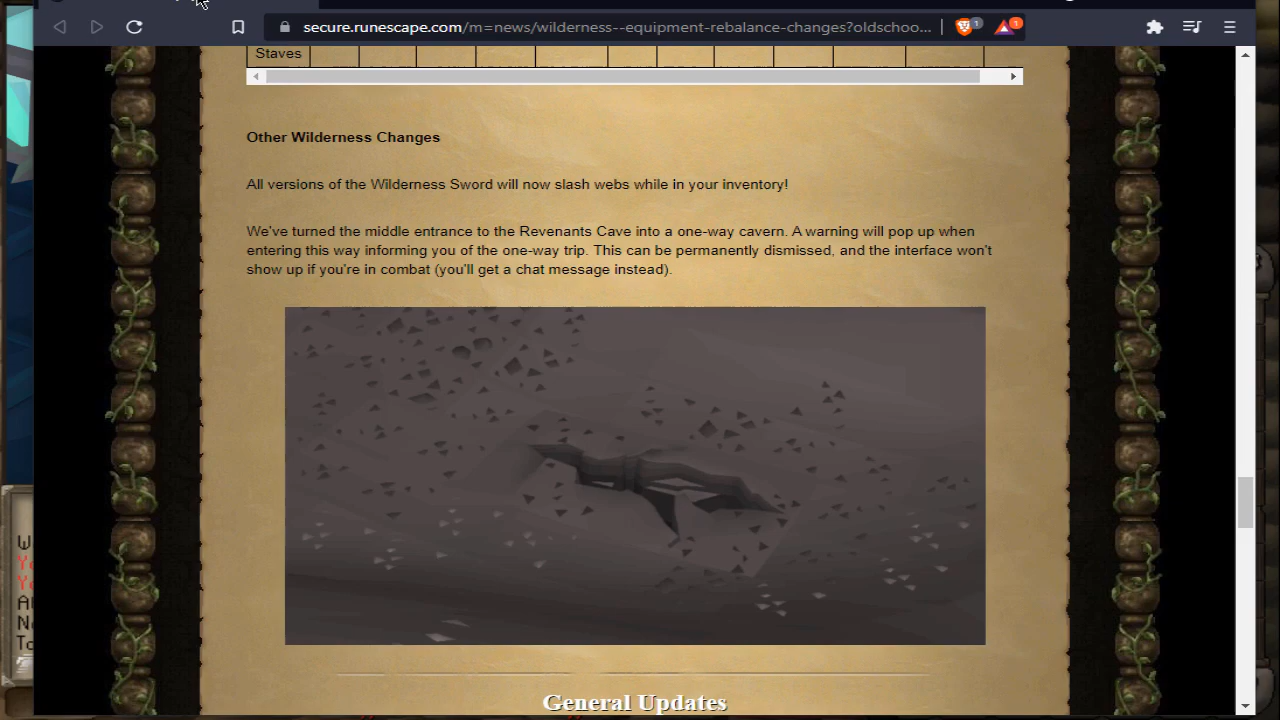 secure.runescape.com/m=news/wilderness--equipment-rebalance-changes?oldschoo...
1
1
Staves
Other Wilderness Changes
All versions of the Wilderness Sword will now slash webs while in your inventory!
We've turned the middle entrance to the Revenants Cave into a one-way cavern. A warning will pop up when
entering this way informing you of the one-way trip. This can be permanently dismissed, and the interface won't
show up if you're in combat (you'll get a chat message instead).
General Updates